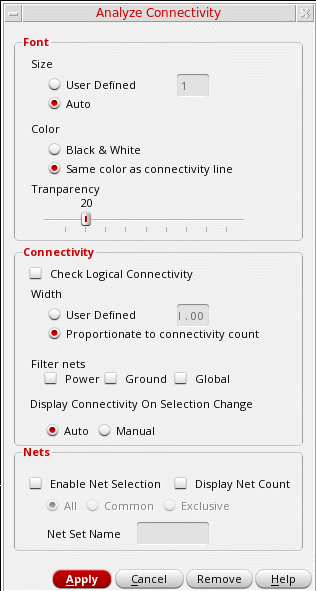 Analyze Connectivity
Font
Size
User Defined 1
Auto
Color
Black & White
Same color as connectivity line
Tranparency
20
Connectivity
Check Logical Connectivity
Width
User Defined 1.00
Proportionate to connectivity count
Filter nets
Power Ground Global
Display Connectivity On Selection Change
Auto Manual
Nets
Enable Net Selection Display Net Count
All Common Exclusive
Net Set Name
Apply Cancel Remove Help